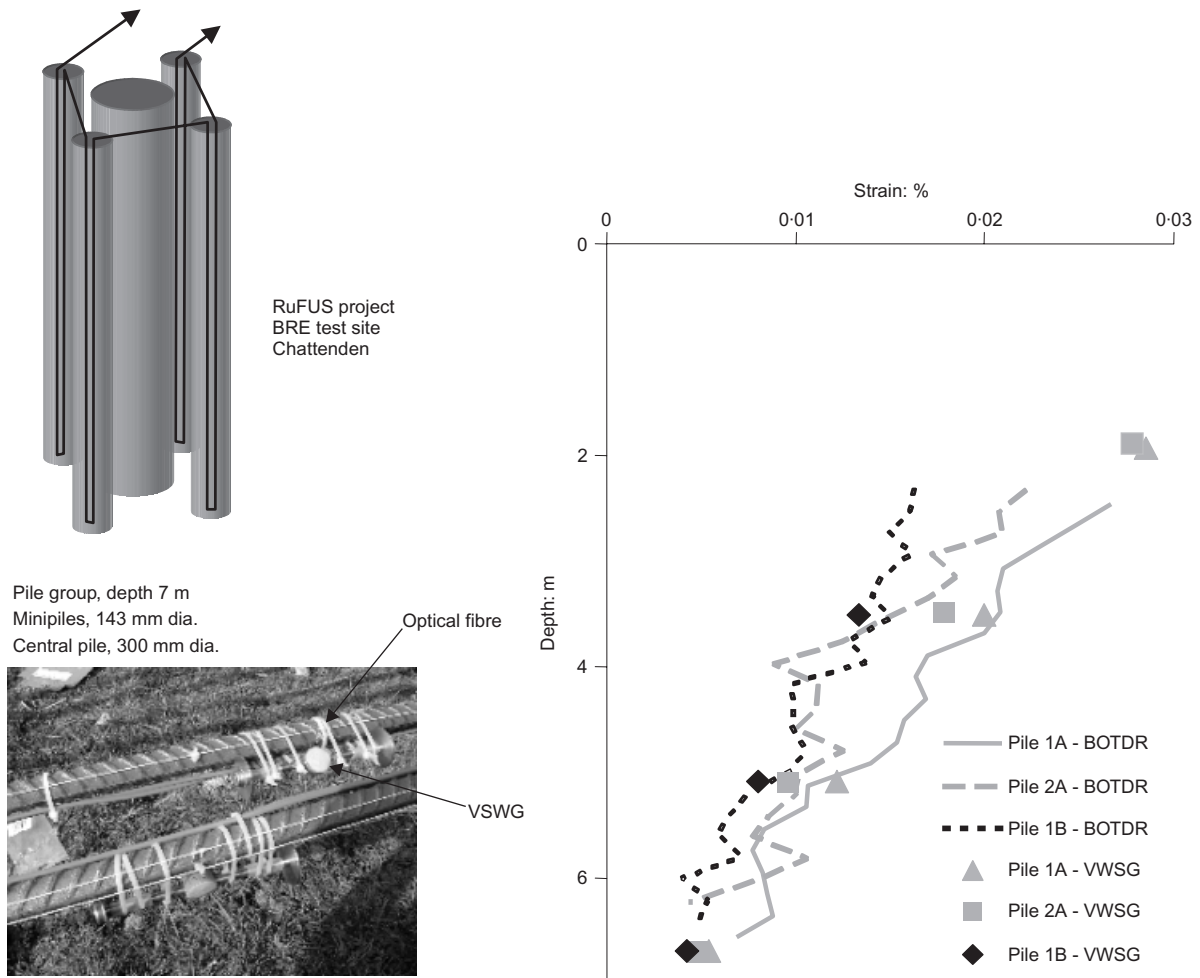 RuFUS project
BRE test site
Chattenden
Pile group, depth 7 m
Minipiles, 143 mm dia.
Central pile, 300 mm dia.
Optical fibre
VSWG
Strain: %
0 0·01 0·02 0·03
0
2
4
6
Depth: m
Pile 1A - BOTDR
Pile 2A - BOTDR
Pile 1B - BOTDR
Pile 1A - VWSG
Pile 2A - VWSG
Pile 1B - VWSG